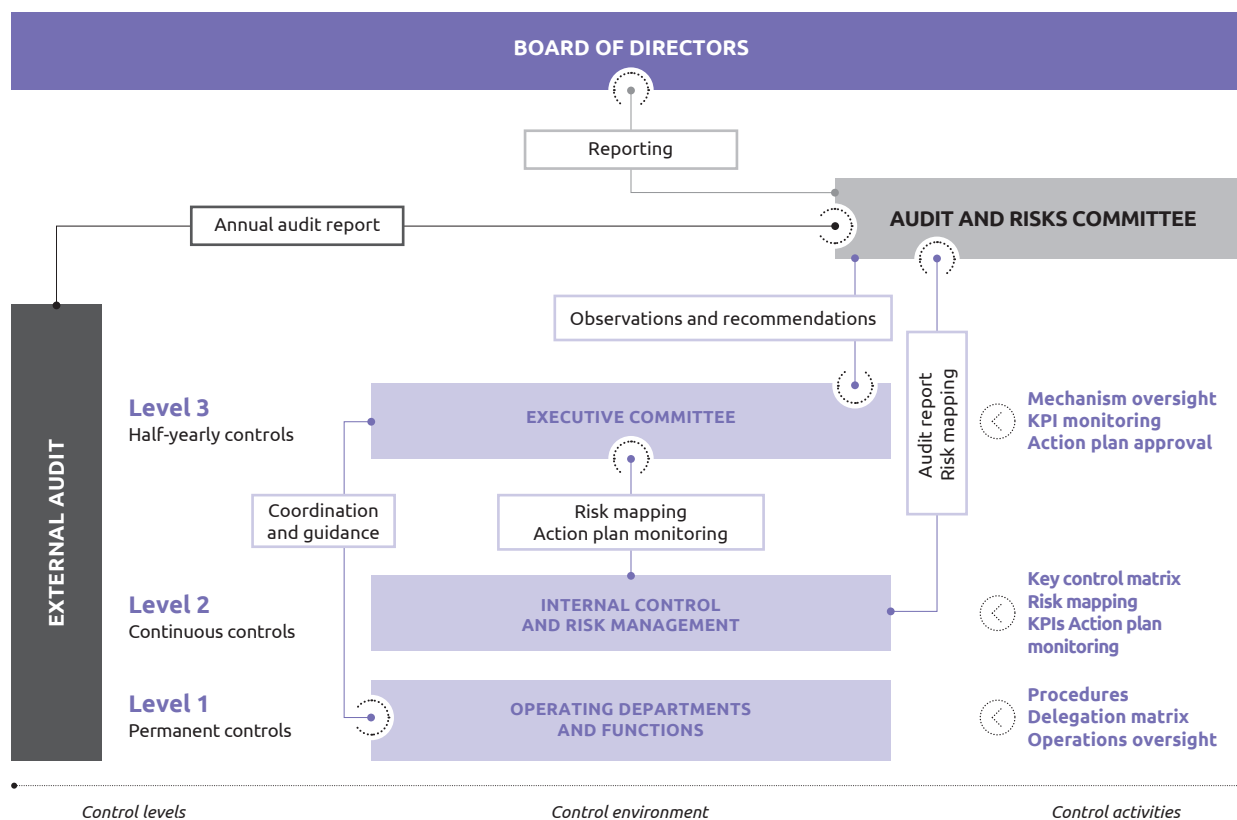 BOARD OF DIRECTORS
Reporting
AUDIT AND RISKS COMMITTEE
Annual audit report
Observations and recommendations
Audit report
Risk mapping
EXTERNAL AUDIT
Level 3
Half-yearly controls
EXECUTIVE COMMITTEE
Mechanism oversight
KPI monitoring
Action plan approval
Coordination
and guidance
Risk mapping
Action plan monitoring
Level 2
Continuous controls
INTERNAL CONTROL
AND RISK MANAGEMENT
Key control matrix
Risk mapping
KPIs Action plan
monitoring
Level 1
Permanent controls
OPERATING DEPARTMENTS
AND FUNCTIONS
Procedures
Delegation matrix
Operations oversight
Control levels
Control environment
Control activities